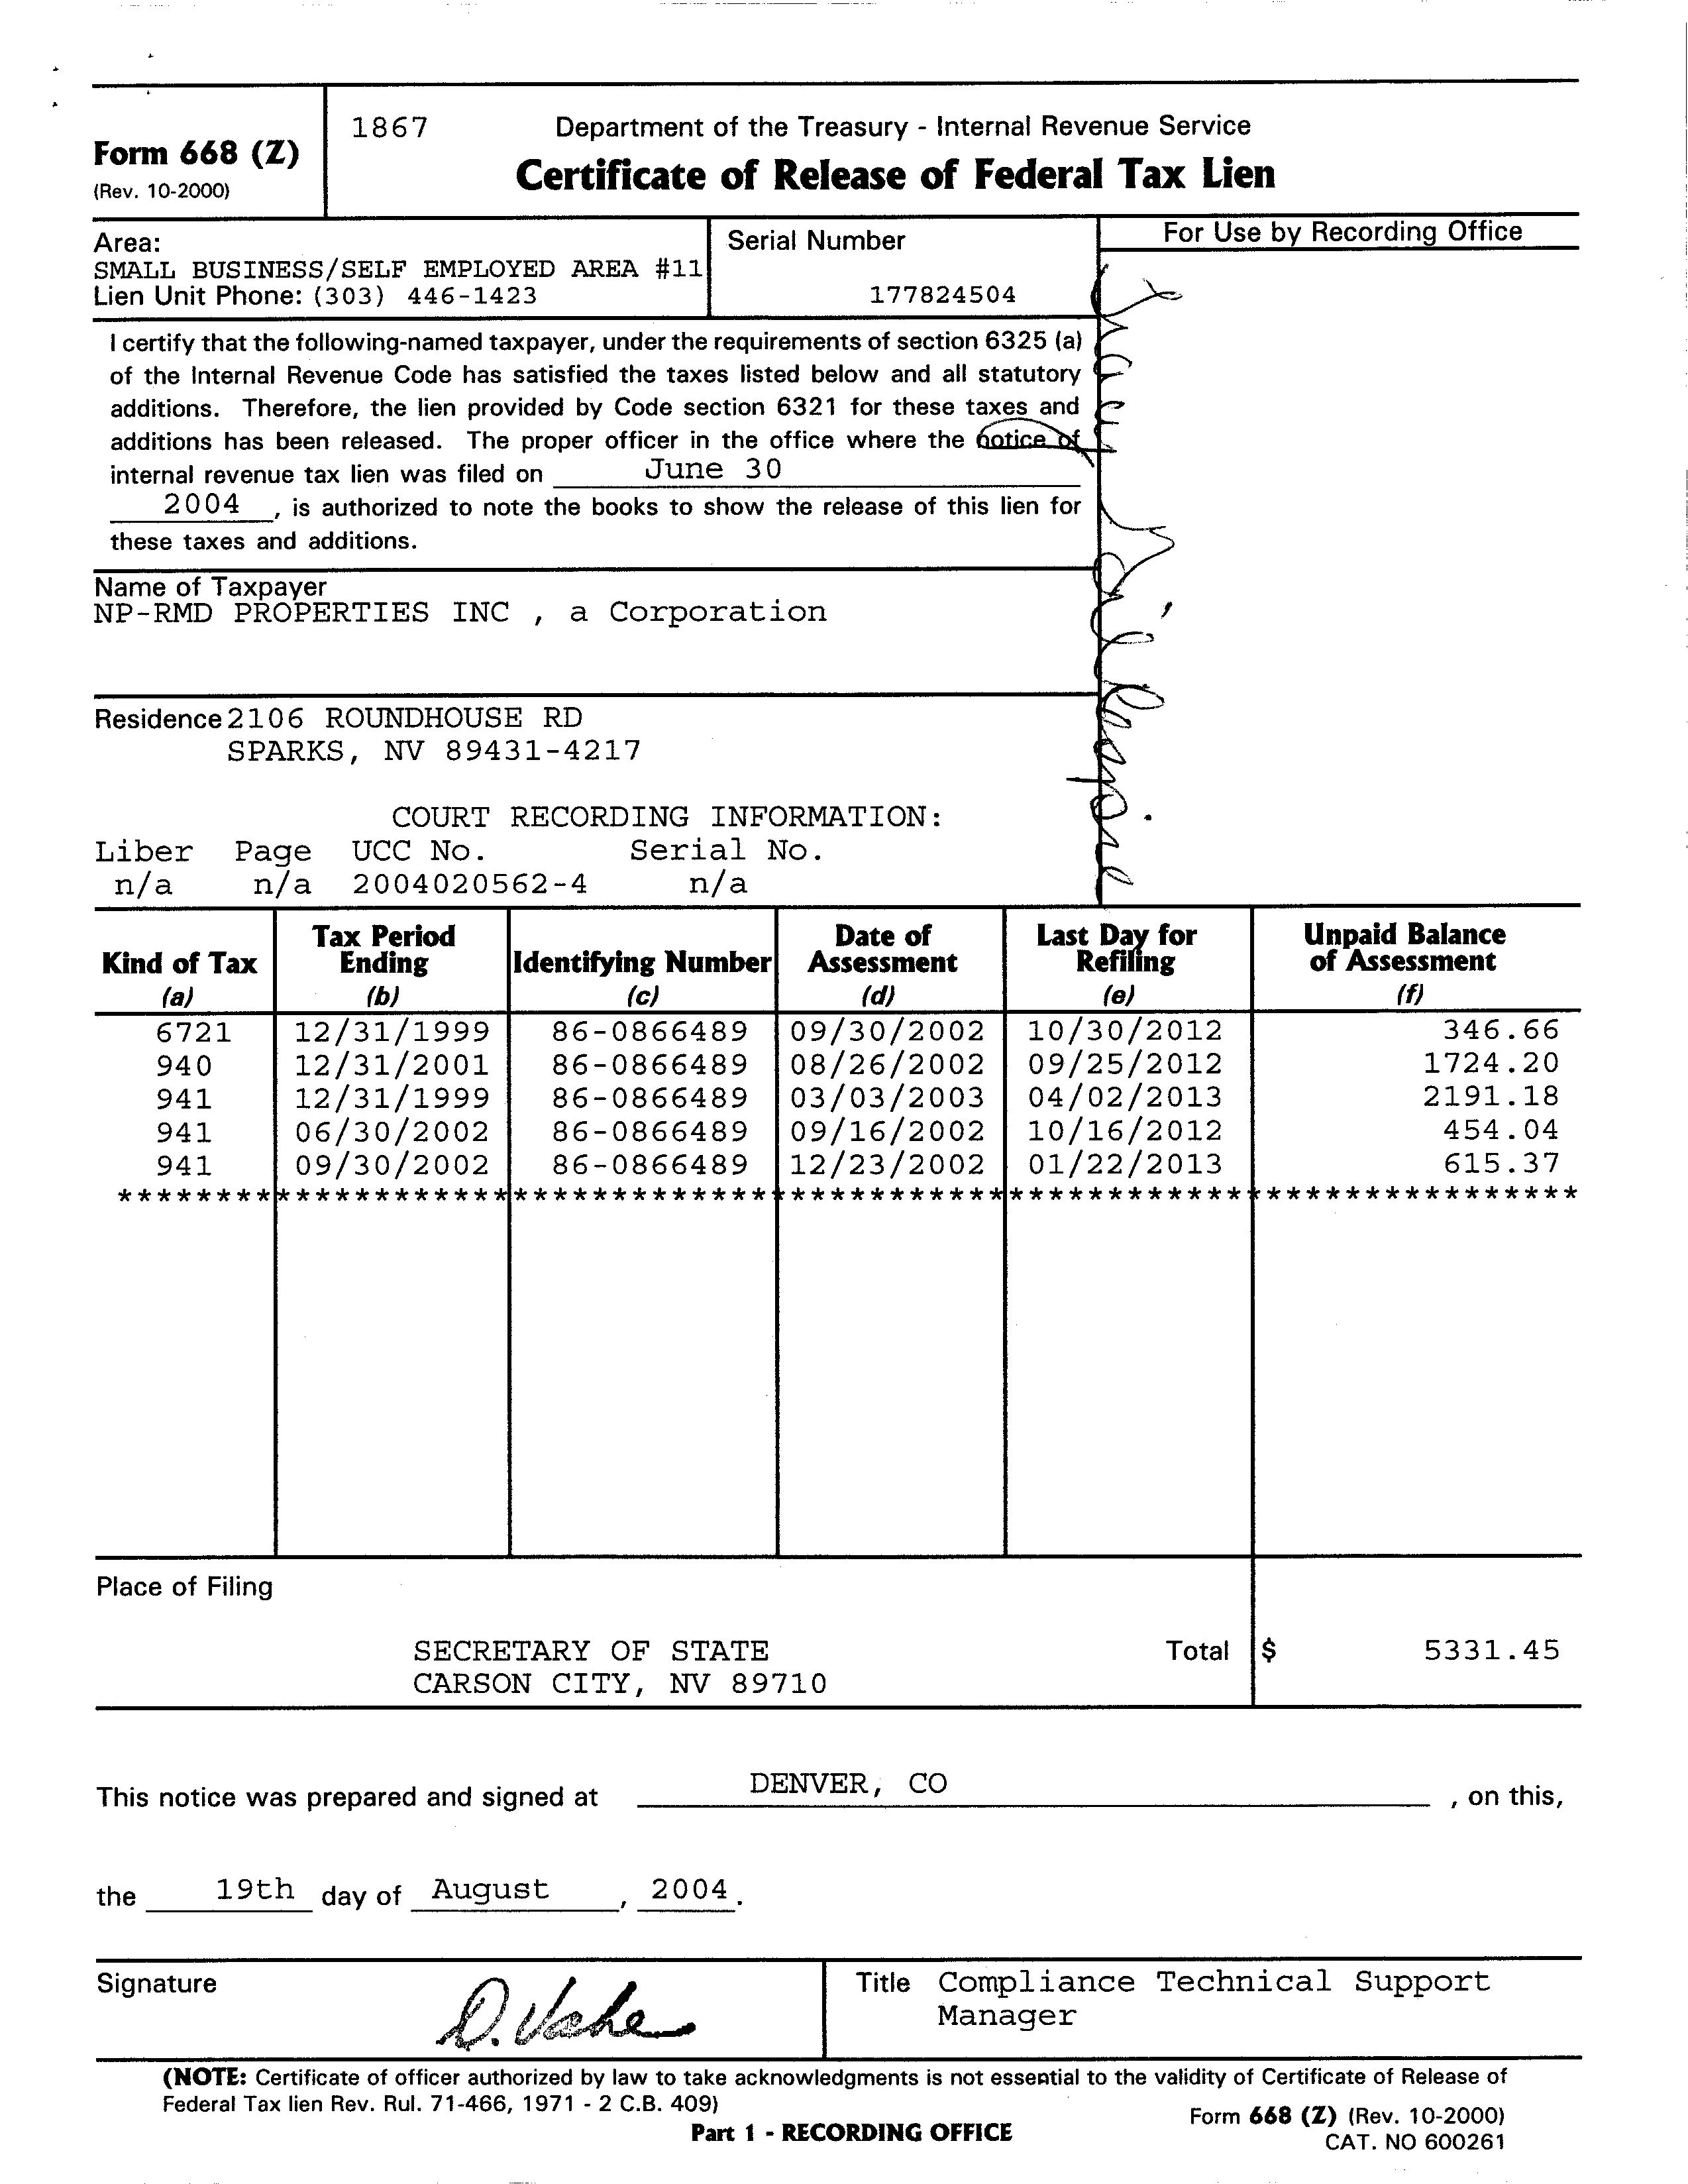 Form 668 (Z)
(Rev. 10-2000)
1867
Department of the Treasury - Internal Revenue Service
Certificate of Release of Federal Tax Lien
Area:
SMALL BUSINESS/SELF EMPLOYED AREA #11
Lien Unit Phone: (303) 446-1423
Serial Number
177824504
For Use by Recording Office
I certify that the following-named taxpayer, under the requirements of section 6325 (a)
of the Internal Revenue Code has satisfied the taxes listed below and all statutory
additions. Therefore, the lien provided by Code section 6321 for these taxes and
additions has been released. The proper officer in the office where the notice of
internal revenue tax lien was filed on June 30
2004 , is authorized to note the books to show the release of this lien for
these taxes and additions.
Name of Taxpayer
NP-RMD PROPERTIES INC , a Corporation
Residence 2106 ROUNDHOUSE RD
SPARKS, NV 89431-4217
COURT RECORDING INFORMATION:
Liber Page UCC No. Serial No.
n/a n/a 2004020562-4 n/a
Kind of Tax (a) Tax Period Ending (b) Identifying Number (c) Date of Assessment (d) Last Day for Refiling (e) Unpaid Balance of Assessment (f)
6721 12/31/1999 86-0866489 09/30/2002 10/30/2012 346.66
940 12/31/2001 86-0866489 08/26/2002 09/25/2012 1724.20
941 12/31/1999 86-0866489 03/03/2003 04/02/2013 2191.18
941 06/30/2002 86-0866489 09/16/2002 10/16/2012 454.04
941 09/30/2002 86-0866489 12/23/2002 01/22/2013 615.37
Place of Filing
SECRETARY OF STATE
CARSON CITY, NV 89710
Total $ 5331.45
This notice was prepared and signed at DENVER, CO , on this,
the 19th day of August , 2004.
Signature
Title Compliance Technical Support
Manager
(NOTE: Certificate of officer authorized by law to take acknowledgments is not essential to the validity of Certificate of Release of
Federal Tax lien Rev. Rul. 71-466, 1971 - 2 C.B. 409)
Part 1 - RECORDING OFFICE
Form 668 (Z) (Rev. 10-2000)
CAT. NO 600261